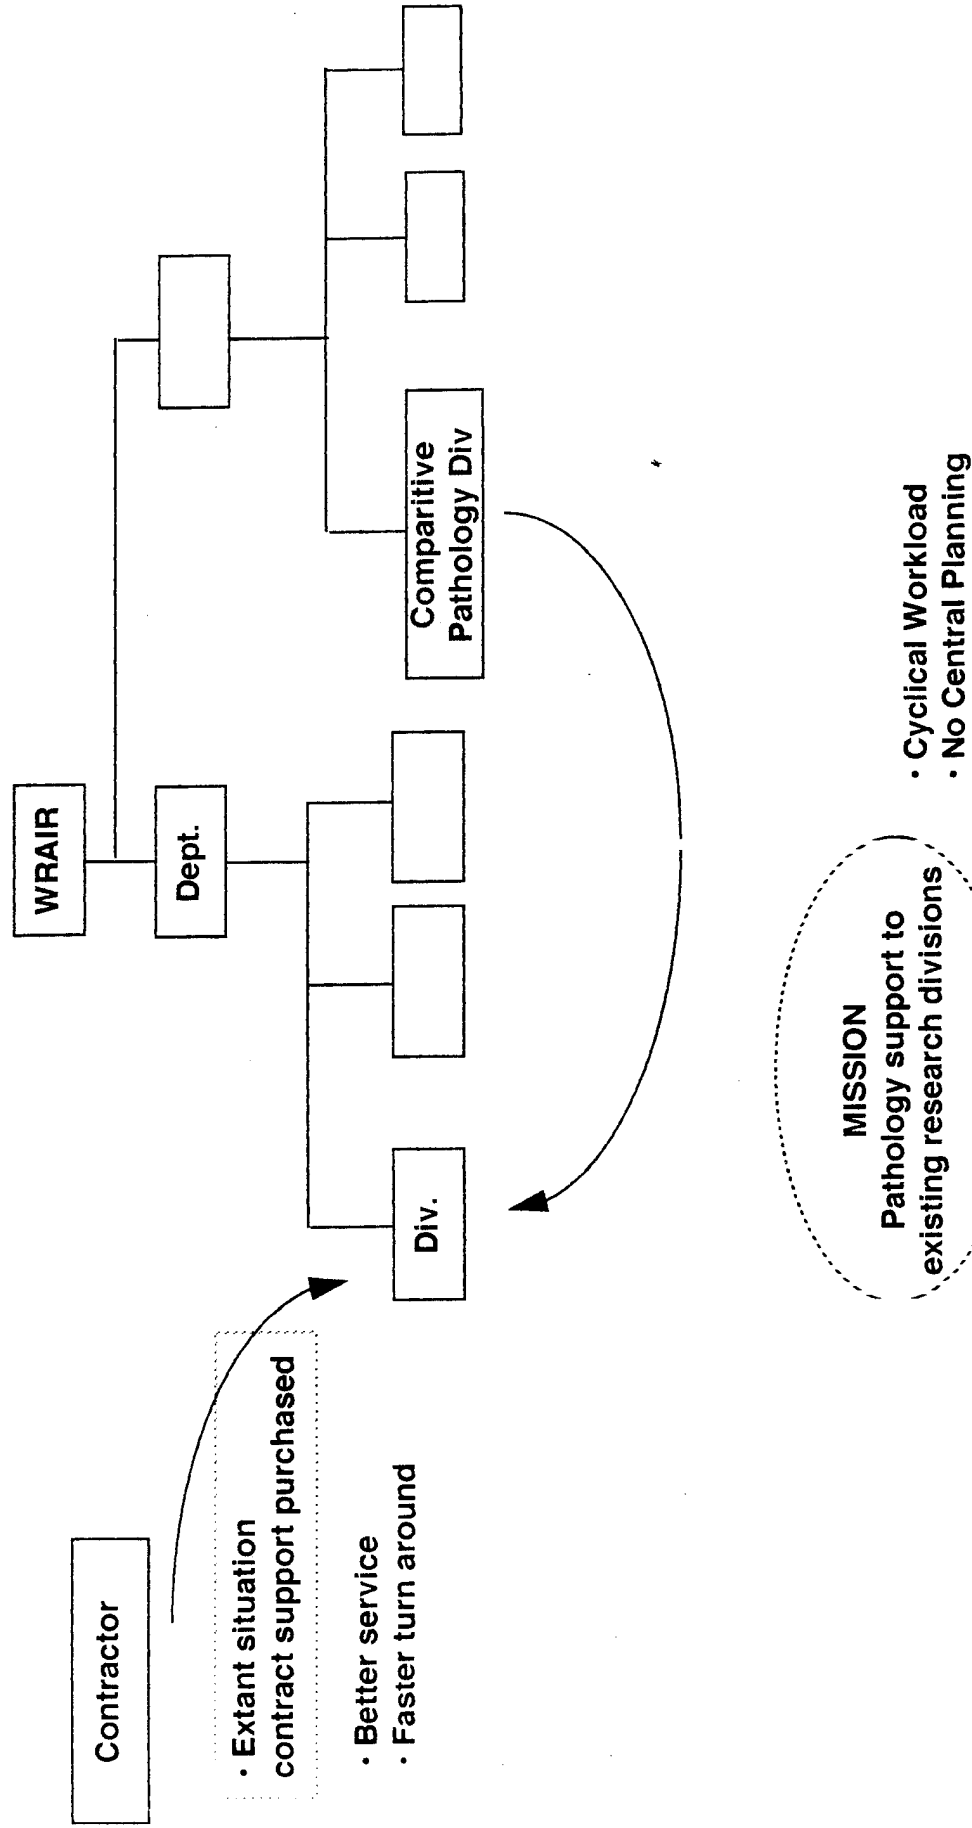 WRAIR
Contractor
Dept.
• Extant situation
contract support purchased
• Better service
• Faster turn around
Div.
Comparitive
Pathology Div
MISSION
Pathology support to
existing research divisions
• Cyclical Workload
• No Central Planning